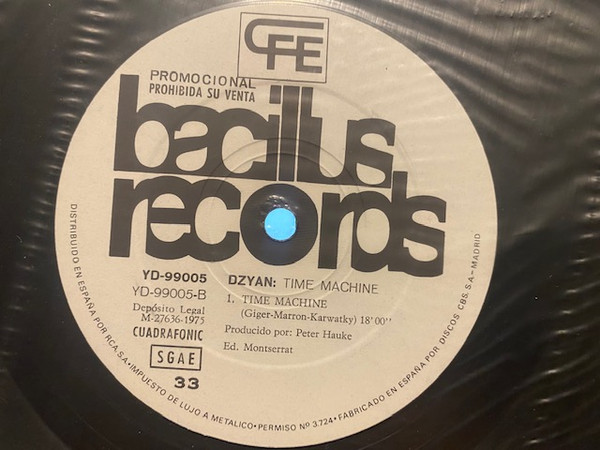 CFE
PROMOCIONAL
PROHIBIDA SU VENTA
bacillus
records
YD-99005
YD-99005-B
Depósito Legal
M-27636-1975
CUADRAFONIC
SGAE
33
DZYAN: TIME MACHINE
1. TIME MACHINE
(Giger-Marron-Karwatky) 18'00''
Producido por: Peter Hauke
Ed. Montserrat
DISTRIBUIDO EN ESPAÑA POR RCA. S.A. • IMPUESTO DE LUJO A METALICO • PERMISO Nº 3.724 • FABRICADO EN ESPAÑA POR DISCOS CBS, S.A - MADRID